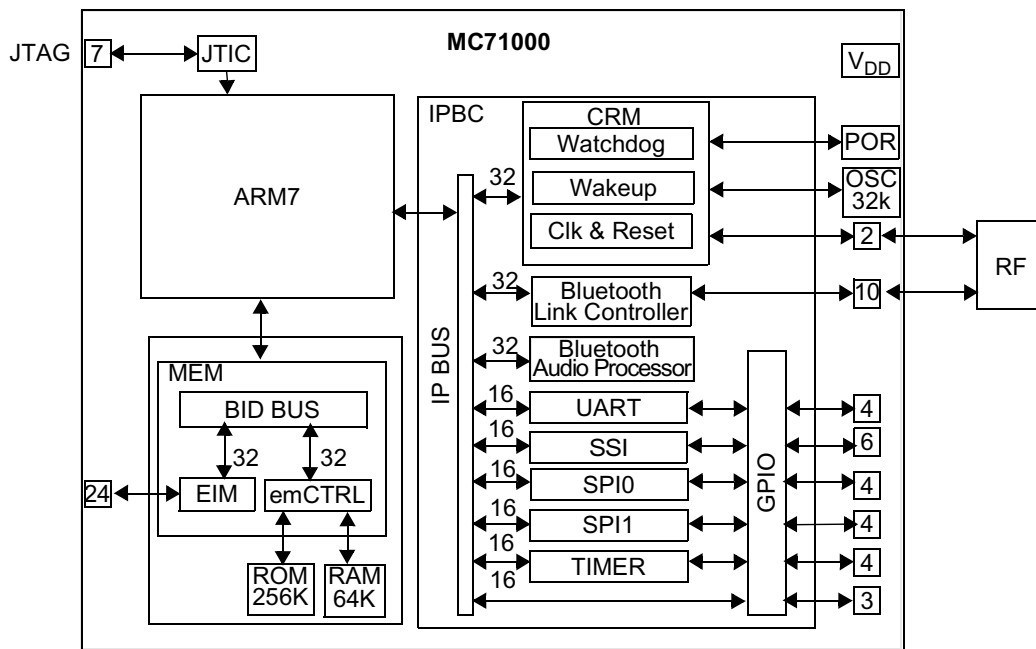 MC71000
JTAG
7
JTIC
V_DD
ARM7
IPBC
CRM
Watchdog
Wakeup
Clk & Reset
32
POR
OSC
32k
2
RF
IP BUS
32
Bluetooth
Link Controller
10
32
Bluetooth
Audio Processor
16
UART
4
16
SSI
6
16
SPI0
4
16
SPI1
4
16
TIMER
4
16
3
GPIO
MEM
BID BUS
32
32
24
EIM
emCTRL
ROM
256K
RAM
64K